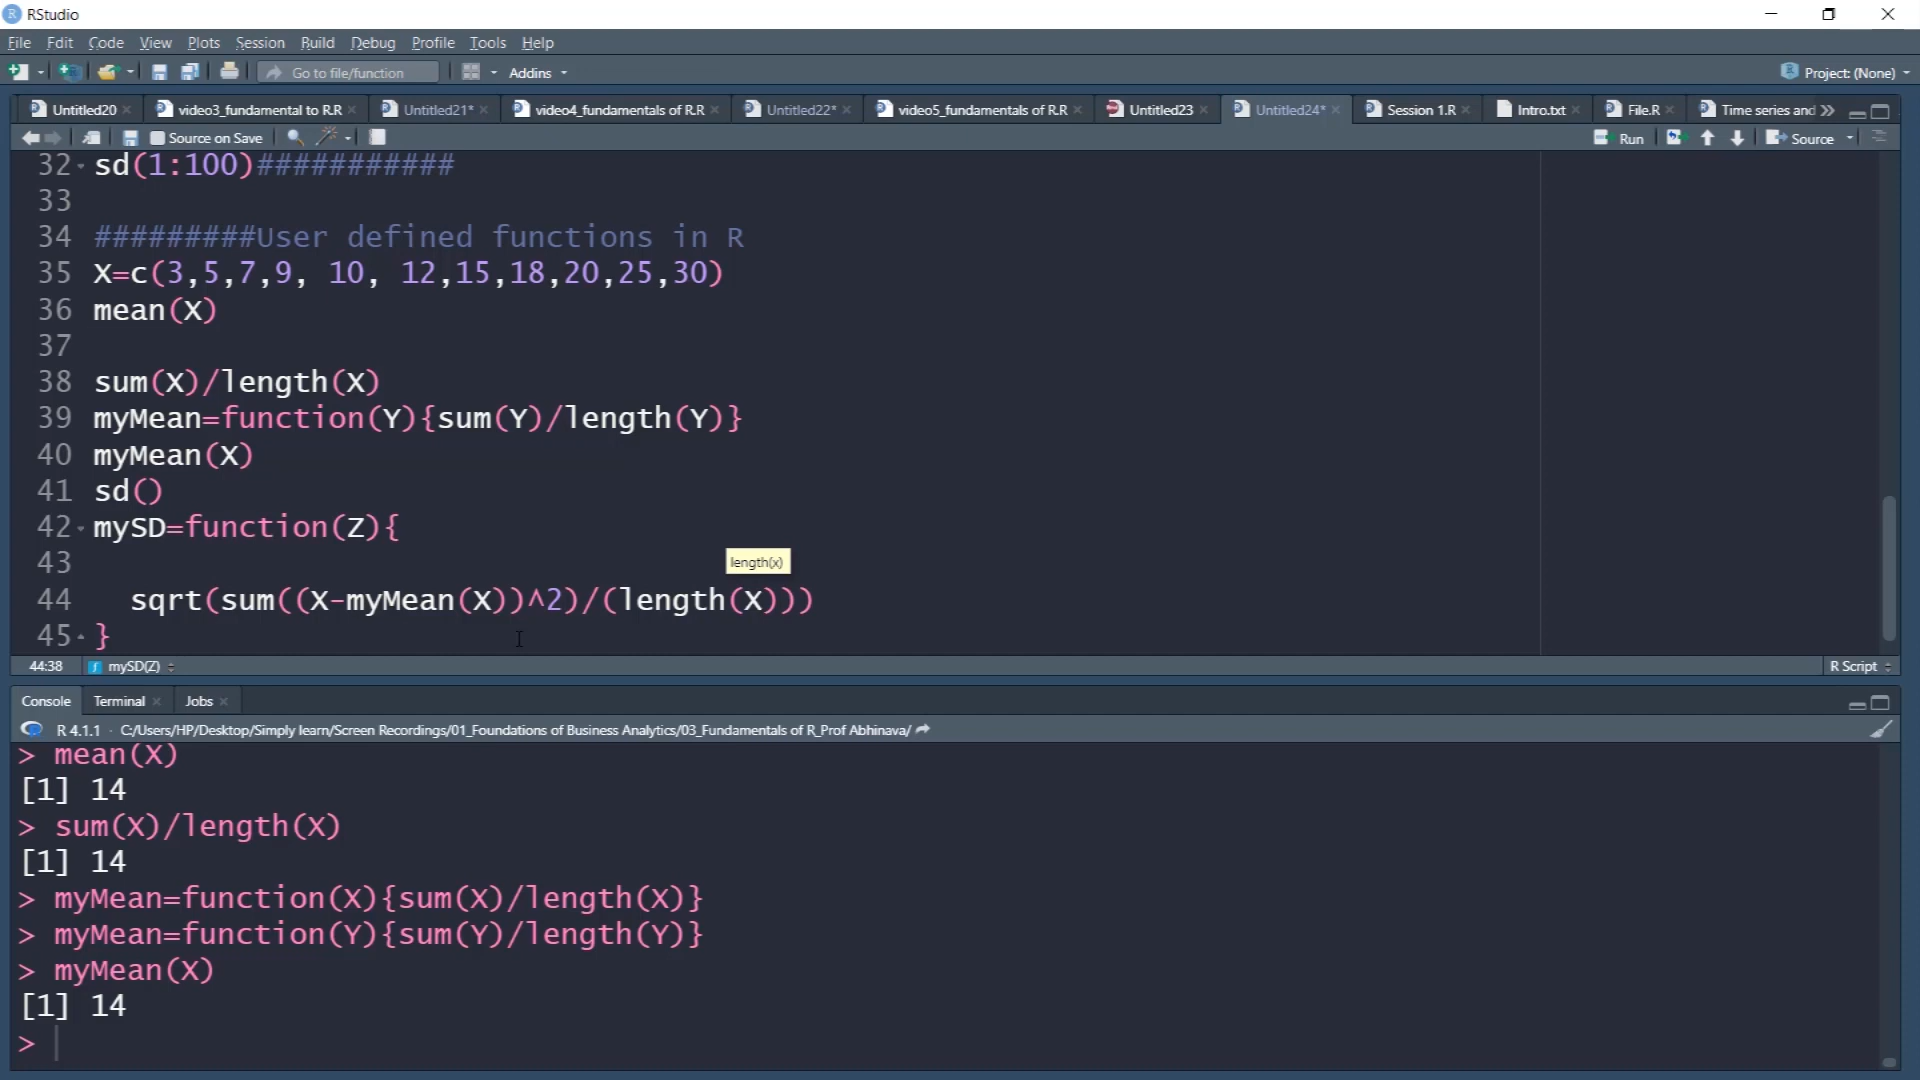 RStudio
File Edit Code View Plots Session Build Debug Profile Tools Help
Go to file/function Addins Project: (None)
Untitled20 video3_fundamental to R.R Untitled21* video4_fundamentals of R.R Untitled22* video5_fundamentals of R.R Untitled23 Untitled24* Session 1.R Intro.txt File.R Time series and
Source on Save Run Source
32 sd(1:100)###########
33
34 #########User defined functions in R
35 X=c(3,5,7,9, 10, 12,15,18,20,25,30)
36 mean(X)
37
38 sum(X)/length(X)
39 myMean=function(Y){sum(Y)/length(Y)}
40 myMean(X)
41 sd()
42 mySD=function(Z){
43
length(x)
44 sqrt(sum((X-myMean(X))^2)/(length(X)))
45 }
44:38 mySD(Z) R Script
Console Terminal Jobs
R 4.1.1 · C:/Users/HP/Desktop/Simply learn/Screen Recordings/01_Foundations of Business Analytics/03_Fundamentals of R_Prof Abhinava/
> mean(X)
[1] 14
> sum(X)/length(X)
[1] 14
> myMean=function(X){sum(X)/length(X)}
> myMean=function(Y){sum(Y)/length(Y)}
> myMean(X)
[1] 14
>